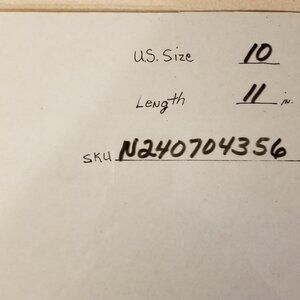 U.S. Size 10
Length 11 in.
SKU N240704356